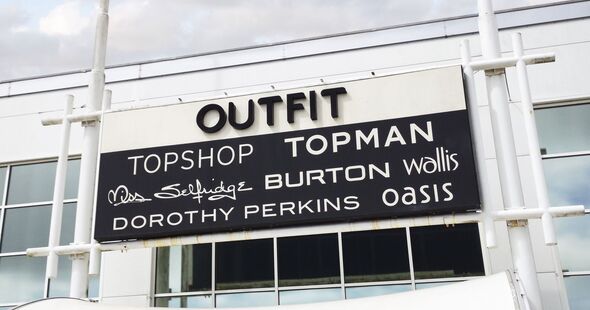 OUTFIT
TOPSHOP TOPMAN
Miss Selfridge BURTON wallis
DOROTHY PERKINS oasis